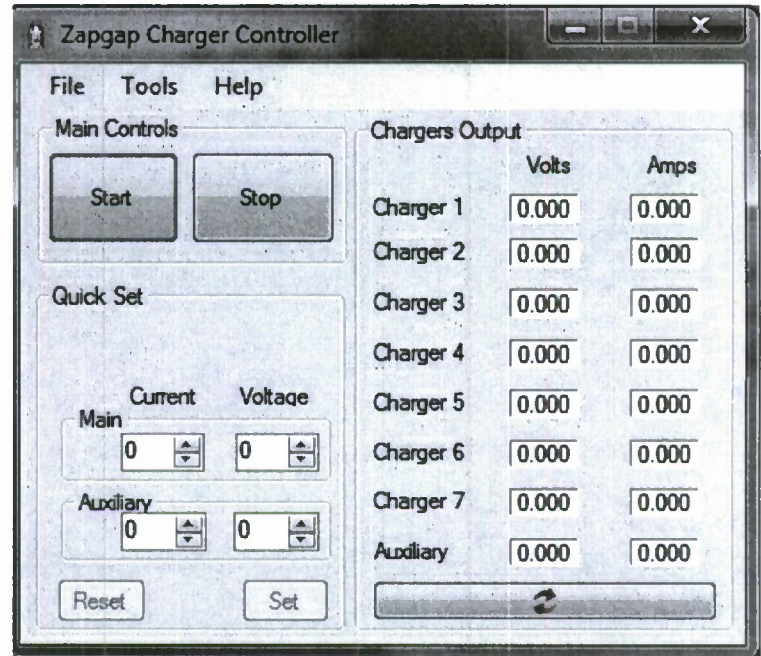 Zapgap Charger Controller
File Tools Help
Main Controls
Start Stop
Quick Set
Current Voltage
Main
0 0
Auxiliary
0 0
Reset Set
Chargers Output
Volts Amps
Charger 1 0.000 0.000
Charger 2 0.000 0.000
Charger 3 0.000 0.000
Charger 4 0.000 0.000
Charger 5 0.000 0.000
Charger 6 0.000 0.000
Charger 7 0.000 0.000
Auxiliary 0.000 0.000